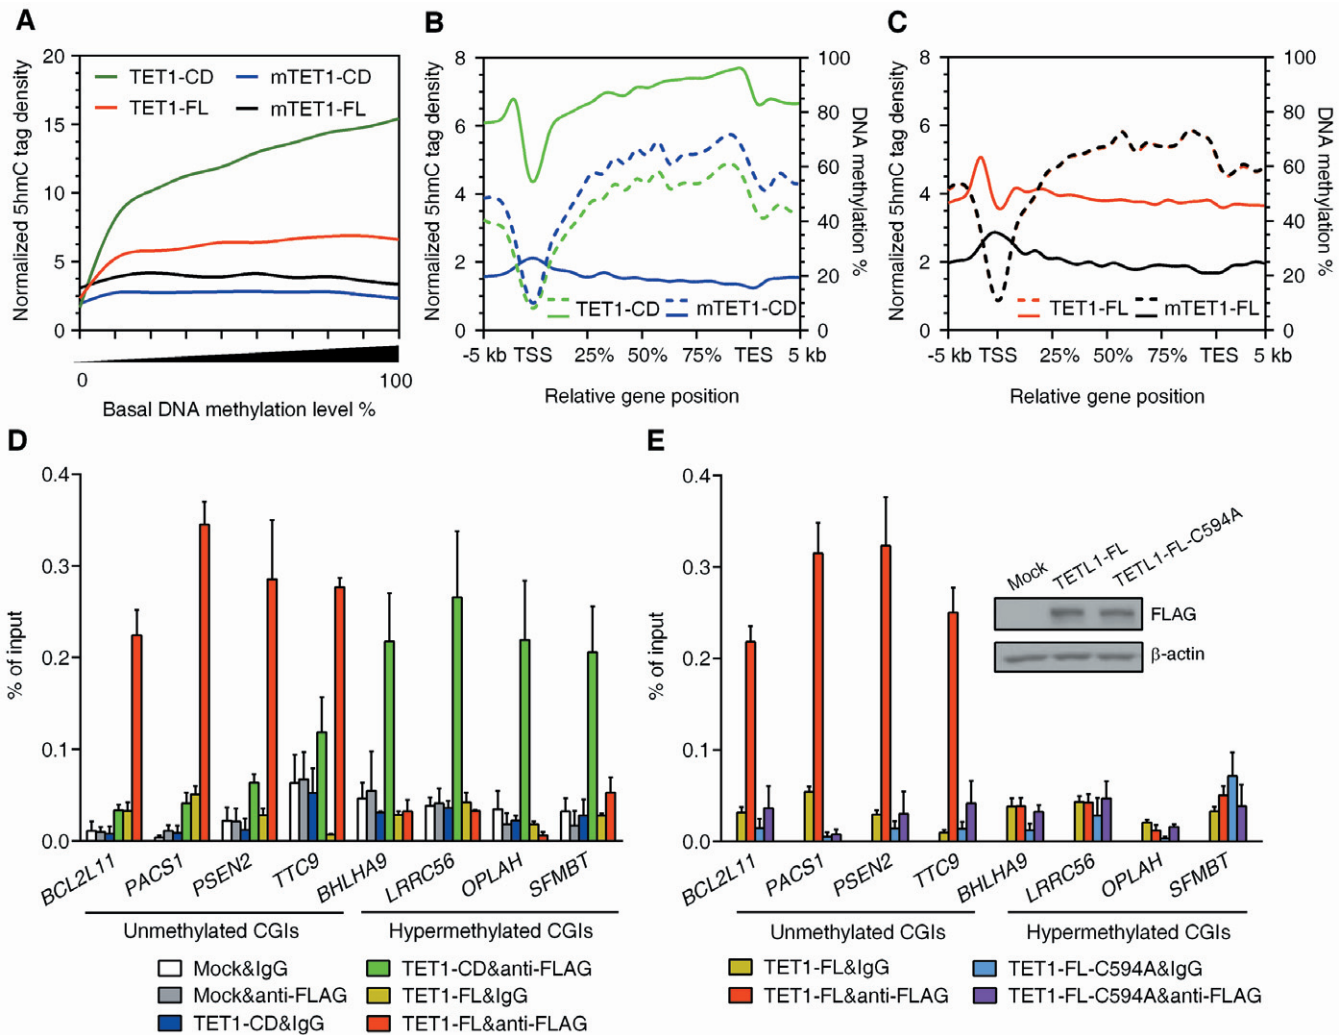 A
Normalized 5hmC tag density
20
15
10
5
0
TET1-CD
mTET1-CD
TET1-FL
mTET1-FL
0
100
Basal DNA methylation level %
B
Normalized 5hmC tag density
8
6
4
2
0
100
80
60
40
20
0
DNA methylation %
TET1-CD
mTET1-CD
-5 kb TSS 25% 50% 75% TES 5 kb
Relative gene position
C
Normalized 5hmC tag density
8
6
4
2
0
100
80
60
40
20
0
DNA methylation %
TET1-FL
mTET1-FL
-5 kb TSS 25% 50% 75% TES 5 kb
Relative gene position
D
% of input
0.4
0.3
0.2
0.1
0.0
BCL2L11 PACS1 PSEN2 TTC9 BHLHA9 LRRC56 OPLAH SFMBT
Unmethylated CGIs
Hypermethylated CGIs
Mock&IgG
Mock&anti-FLAG
TET1-CD&IgG
TET1-CD&anti-FLAG
TET1-FL&IgG
TET1-FL&anti-FLAG
E
% of input
0.4
0.3
0.2
0.1
0.0
Mock
TETL1-FL
TETL1-FL-C594A
FLAG
β-actin
BCL2L11 PACS1 PSEN2 TTC9 BHLHA9 LRRC56 OPLAH SFMBT
Unmethylated CGIs
Hypermethylated CGIs
TET1-FL&IgG
TET1-FL&anti-FLAG
TET1-FL-C594A&IgG
TET1-FL-C594A&anti-FLAG